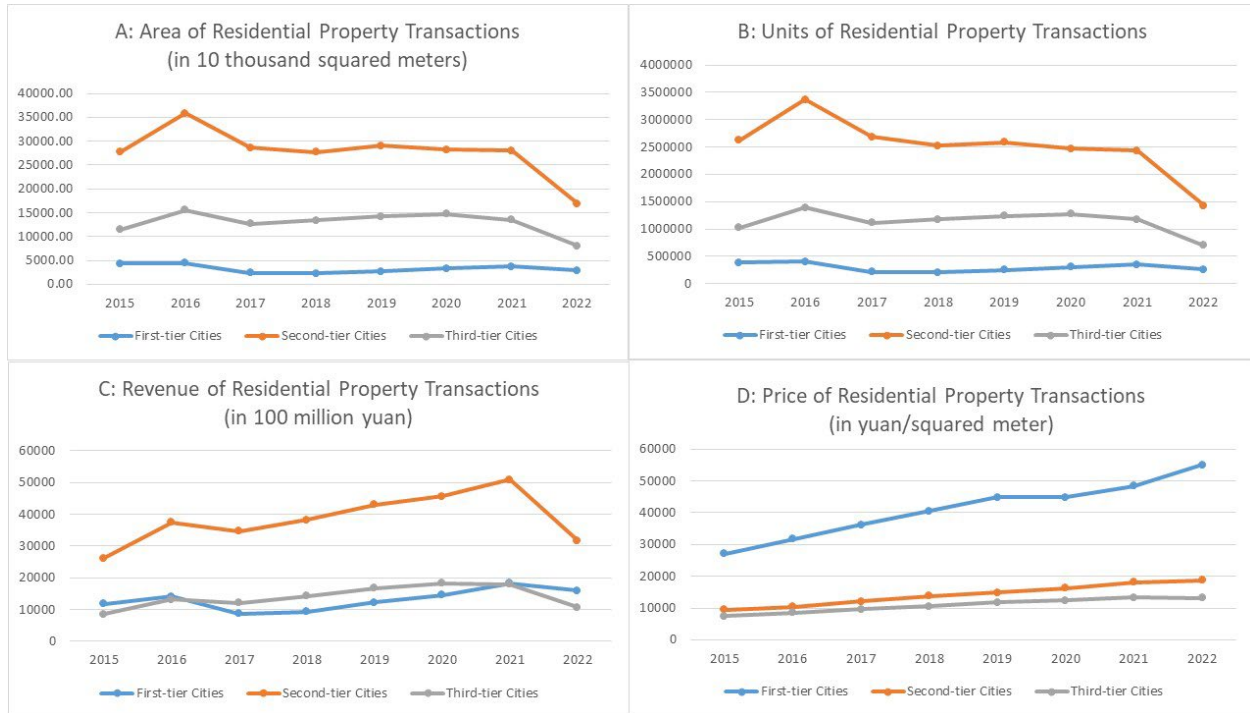 A: Area of Residential Property Transactions
(in 10 thousand squared meters)
40000.00
35000.00
30000.00
25000.00
20000.00
15000.00
10000.00
5000.00
0.00
2015 2016 2017 2018 2019 2020 2021 2022
First-tier Cities Second-tier Cities Third-tier Cities
B: Units of Residential Property Transactions
4000000
3500000
3000000
2500000
2000000
1500000
1000000
500000
0
2015 2016 2017 2018 2019 2020 2021 2022
First-tier Cities Second-tier Cities Third-tier Cities
C: Revenue of Residential Property Transactions
(in 100 million yuan)
60000
50000
40000
30000
20000
10000
0
2015 2016 2017 2018 2019 2020 2021 2022
First-tier Cities Second-tier Cities Third-tier Cities
D: Price of Residential Property Transactions
(in yuan/squared meter)
60000
50000
40000
30000
20000
10000
0
2015 2016 2017 2018 2019 2020 2021 2022
First-tier Cities Second-tier Cities Third-tier Cities